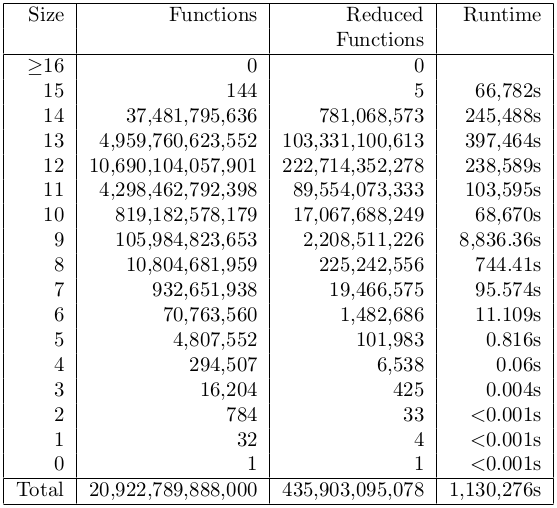 Size Functions Reduced Runtime
Functions
≥16 0 0
15 144 5 66,782s
14 37,481,795,636 781,068,573 245,488s
13 4,959,760,623,552 103,331,100,613 397,464s
12 10,690,104,057,901 222,714,352,278 238,589s
11 4,298,462,792,398 89,554,073,333 103,595s
10 819,182,578,179 17,067,688,249 68,670s
9 105,984,823,653 2,208,511,226 8,836.36s
8 10,804,681,959 225,242,556 744.41s
7 932,651,938 19,466,575 95.574s
6 70,763,560 1,482,686 11.109s
5 4,807,552 101,983 0.816s
4 294,507 6,538 0.06s
3 16,204 425 0.004s
2 784 33 <0.001s
1 32 4 <0.001s
0 1 1 <0.001s
Total 20,922,789,888,000 435,903,095,078 1,130,276s